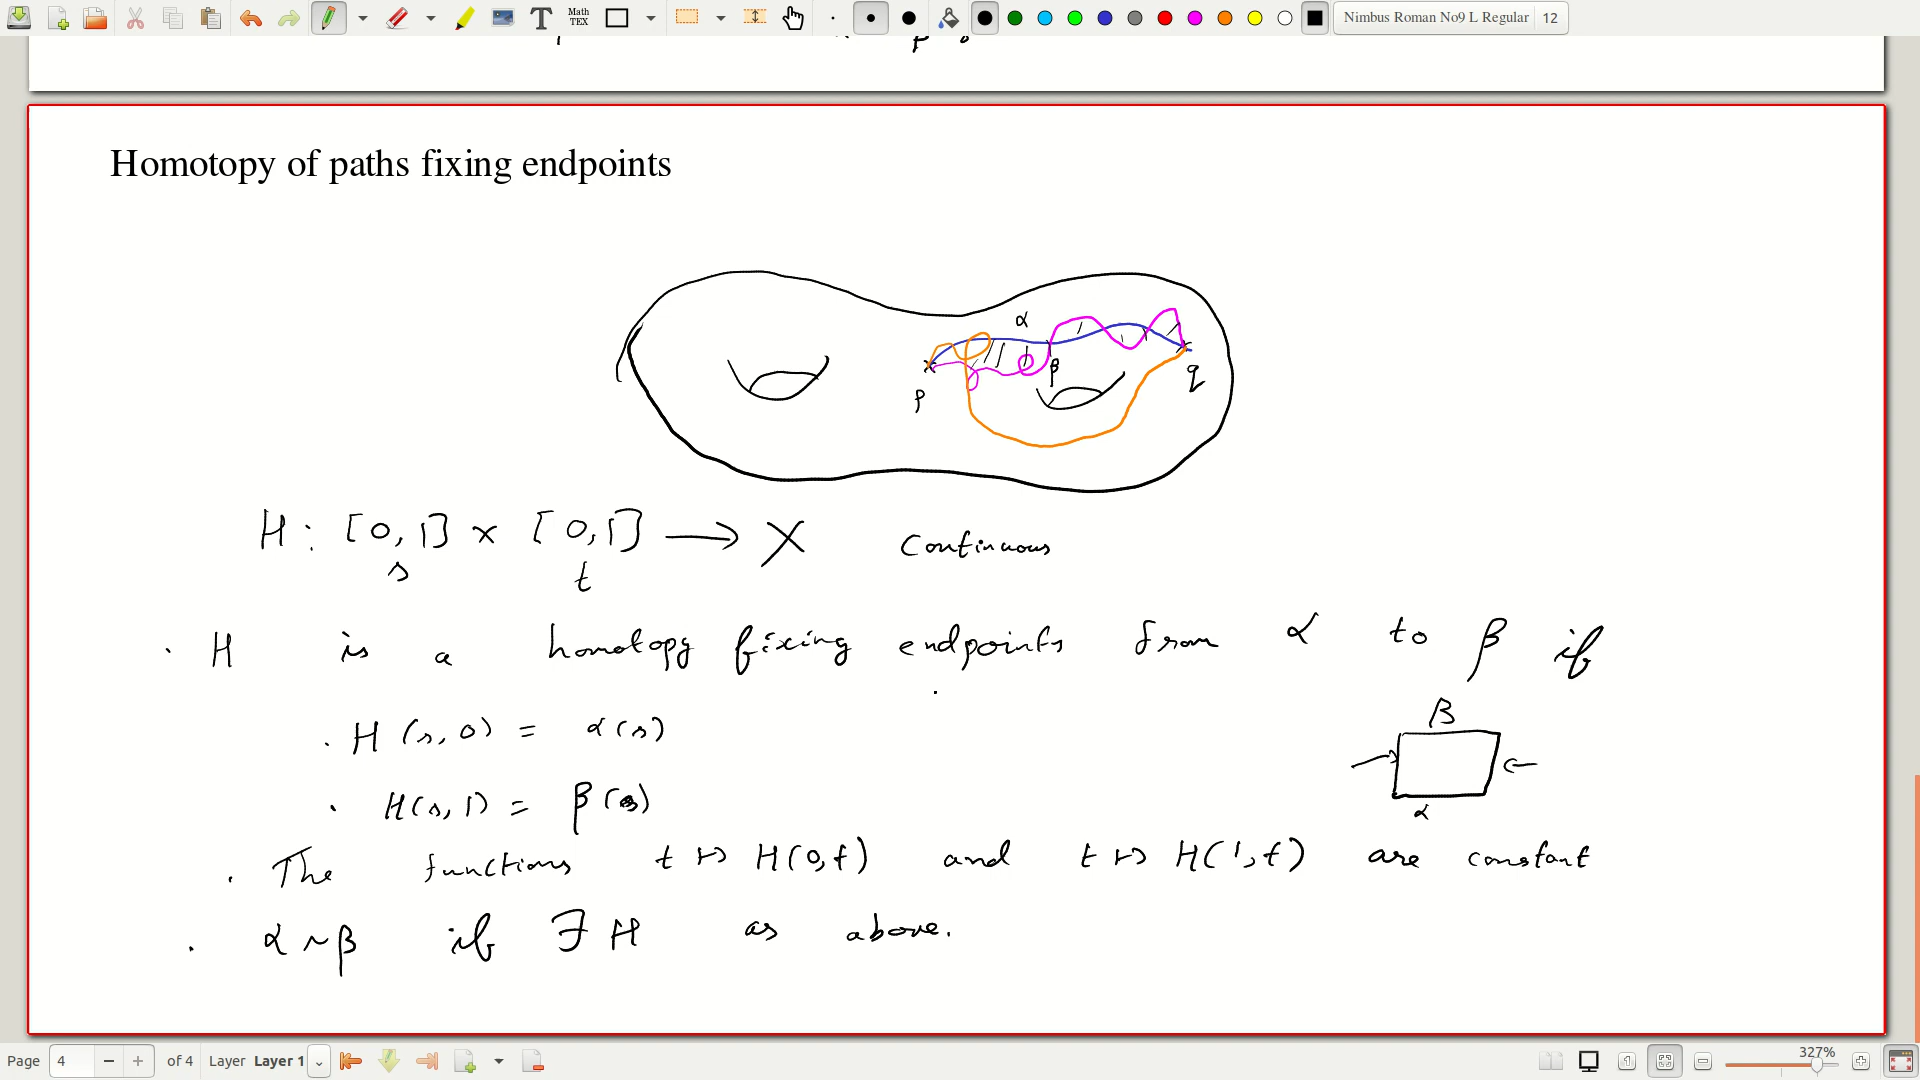 Math
TEX
Nimbus Roman No9 L Regular 12
Homotopy of paths fixing endpoints
α
β
p
q
H : [0,1] × [0,1] → X continuous
s t
· H is a homotopy fixing endpoints from α to β if
· H(s,0) = α(s)
β
· H(s,1) = β(s)
α
· The functions t ↦ H(0,t) and t ↦ H(1,t) are constant
· α ~ β if ∃ H as above.
Page 4 of 4 Layer Layer 1 327%